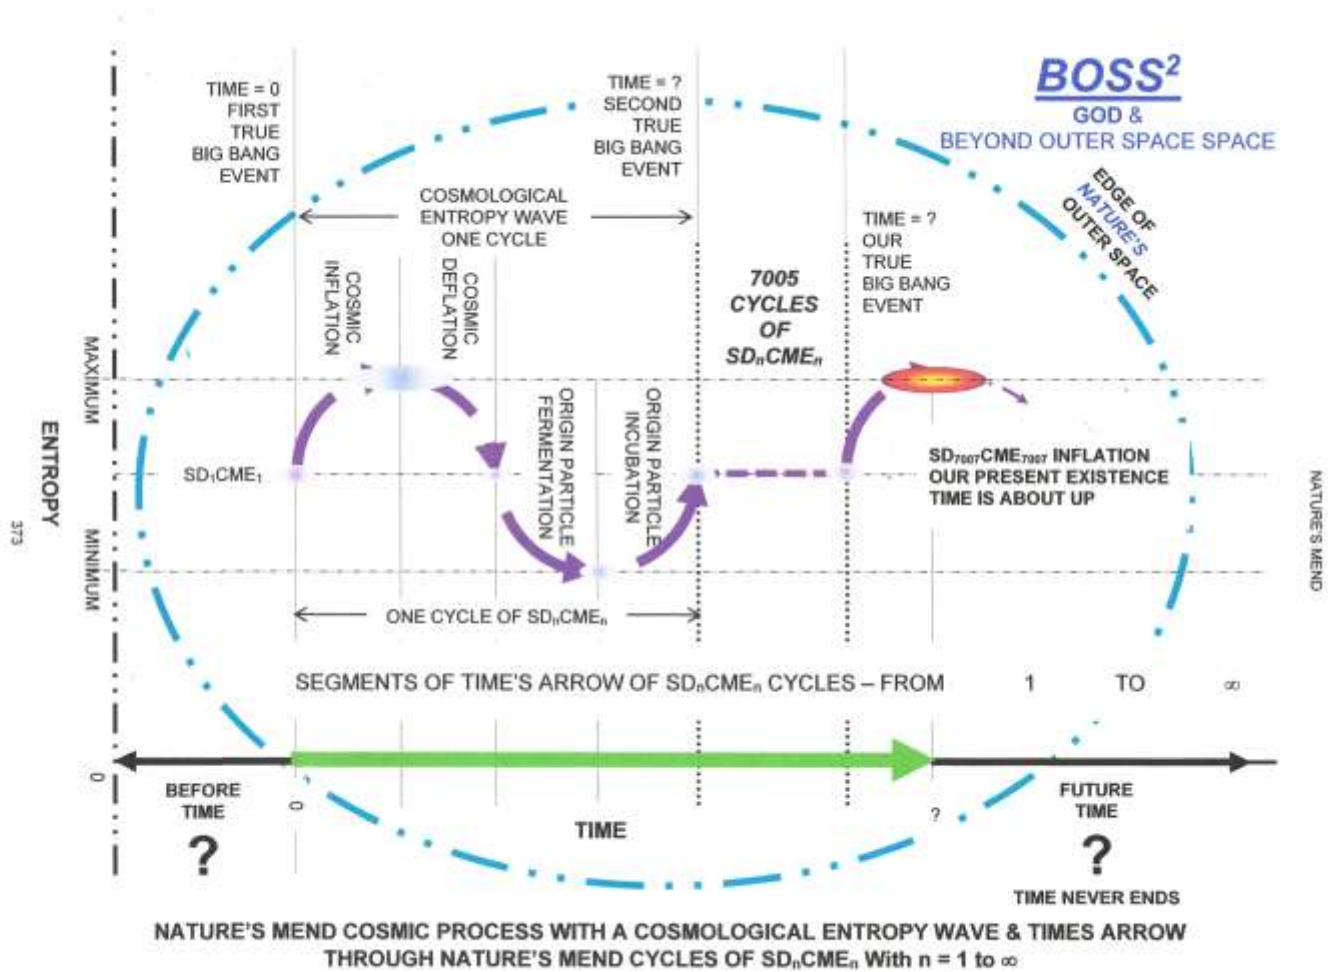 TIME = 0
FIRST
TRUE
BIG BANG
EVENT
TIME = ?
SECOND
TRUE
BIG BANG
EVENT
BOSS²
GOD &
BEYOND OUTER SPACE SPACE
EDGE OF
NATURE'S
OUTER SPACE
COSMOLOGICAL
ENTROPY WAVE
ONE CYCLE
TIME = ?
OUR
TRUE
BIG BANG
EVENT
COSMIC
INFLATION
COSMIC
DEFLATION
7005
CYCLES
OF
SDₙCMEₙ
MAXIMUM
ENTROPY
MINIMUM
373
SD₁CME₁
ORIGIN PARTICLE
FERMENTATION
ORIGIN PARTICLE
INCUBATION
SD₇₀₀₇CME₇₀₀₇ INFLATION
OUR PRESENT EXISTENCE
TIME IS ABOUT UP
NATURE'S MEND
ONE CYCLE OF SDₙCMEₙ
SEGMENTS OF TIME'S ARROW OF SDₙCMEₙ CYCLES – FROM 1 TO ∞
0
BEFORE
TIME
?
0
TIME
?
FUTURE
TIME
?
TIME NEVER ENDS
NATURE'S MEND COSMIC PROCESS WITH A COSMOLOGICAL ENTROPY WAVE & TIMES ARROW
THROUGH NATURE'S MEND CYCLES OF SDₙCMEₙ With n = 1 to ∞